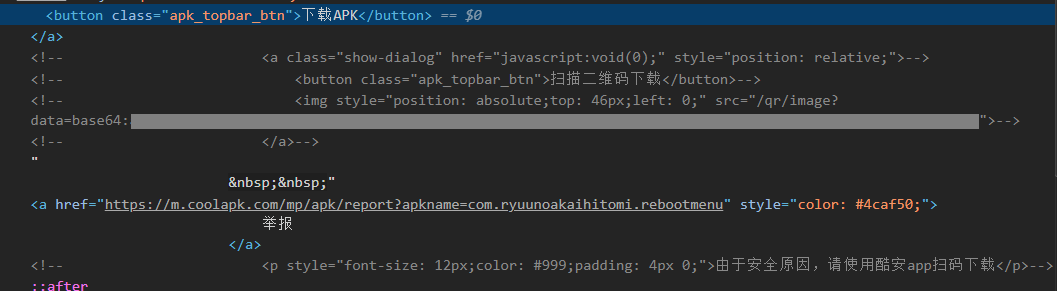 <button class="apk_topbar_btn">下载APK</button> == $0
</a>
<!-- <a class="show-dialog" href="javascript:void(0);" style="position: relative;">-->
<!-- <button class="apk_topbar_btn">扫描二维码下载</button>-->
<!-- <img style="position: absolute;top: 46px;left: 0;" src="/qr/image?
data=base64: ">-->
<!-- </a>-->
"
&nbsp;&nbsp;"
<a href="https://m.coolapk.com/mp/apk/report?apkname=com.ryuunoakaihitomi.rebootmenu" style="color: #4caf50;">
举报
</a>
<!-- <p style="font-size: 12px;color: #999;padding: 4px 0;">由于安全原因，请使用酷安app扫码下载</p>-->
::after